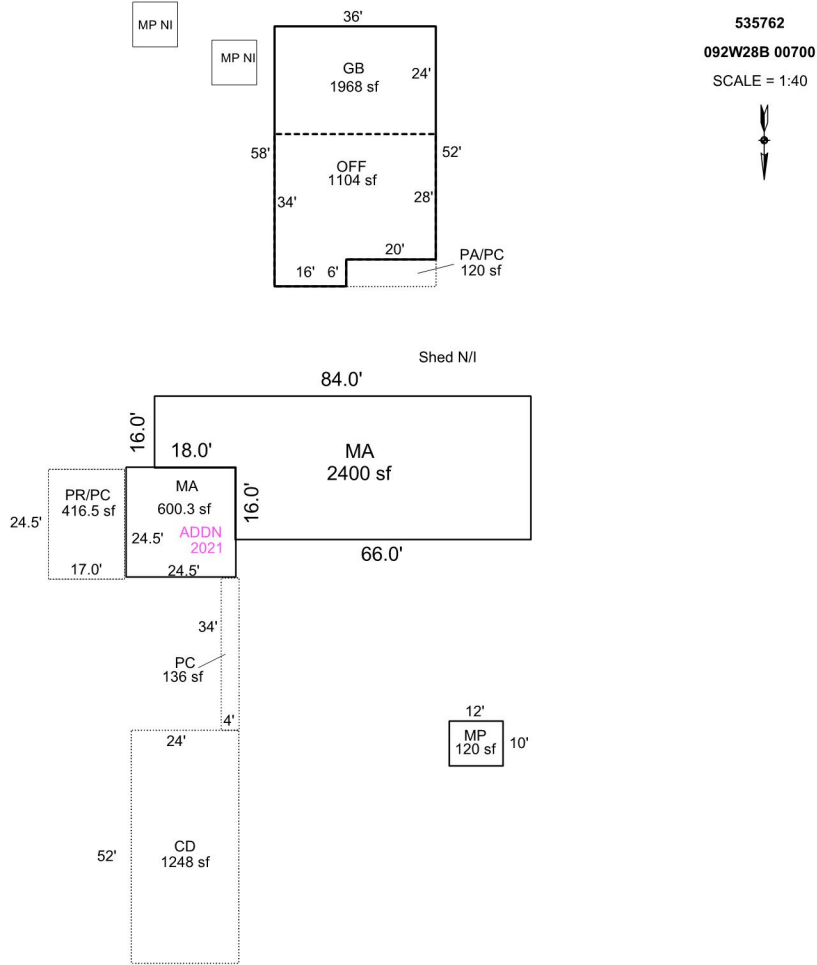 535762
092W28B 00700
SCALE = 1:40
MP NI
MP NI
36'
GB
1968 sf
24'
58'
52'
OFF
1104 sf
34'
28'
20'
16' 6'
PA/PC
120 sf
Shed N/I
84.0'
16.0'
18.0'
MA
2400 sf
16.0'
66.0'
MA
600.3 sf
ADDN
2021
24.5'
24.5'
PR/PC
416.5 sf
24.5'
17.0'
34'
PC
136 sf
4'
24'
CD
1248 sf
52'
12'
MP
120 sf
10'